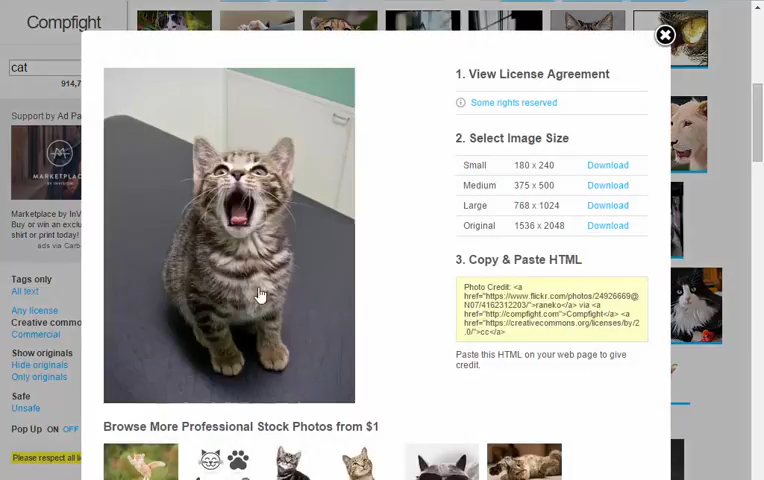 Compfight
cat
914,7
Support by Ad Pa
MARKETPLACE
BY INVISION
Marketplace by InV
Buy or win an exclu
shirt or print today!
ads via Carb
Tags only
All text
Any license
Creative commo
Commercial
Show originals
Hide originals
Only originals
Safe
Unsafe
Pop Up ON OFF
Please respect all li
1. View License Agreement
Some rights reserved
2. Select Image Size
Small 180 x 240 Download
Medium 375 x 500 Download
Large 768 x 1024 Download
Original 1536 x 2048 Download
3. Copy & Paste HTML
Photo Credit: <a
href="https://www.flickr.com/photos/24926669@
N07/4162312203/">raneko</a> via <a
href="http://compfight.com">Compfight</a> <a
href="https://creativecommons.org/licenses/by/2
.0/">cc</a>
Paste this HTML on your web page to give
credit.
Browse More Professional Stock Photos from $1